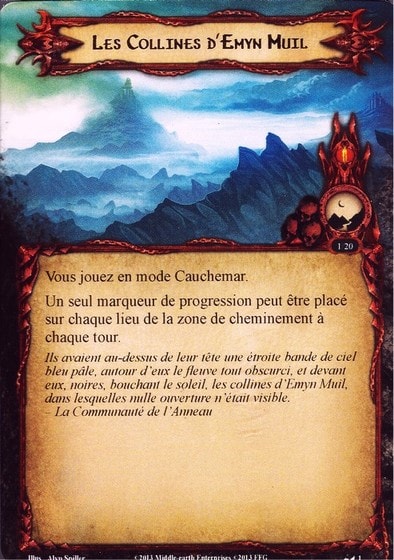 Les Collines d'Emyn Muil
1 20
Vous jouez en mode Cauchemar.
Un seul marqueur de progression peut être placé
sur chaque lieu de la zone de cheminement à
chaque tour.
Ils avaient au-dessus de leur tête une étroite bande de ciel
bleu pâle, autour d'eux le fleuve tout obscurci, et devant
eux, noires, bouchant le soleil, les collines d'Emyn Muil,
dans lesquelles nulle ouverture n'était visible.
La Communauté de l'Anneau
Illus. Alyn Spiller ©2013 Middle-earth Enterprises ©2013 FFG 1